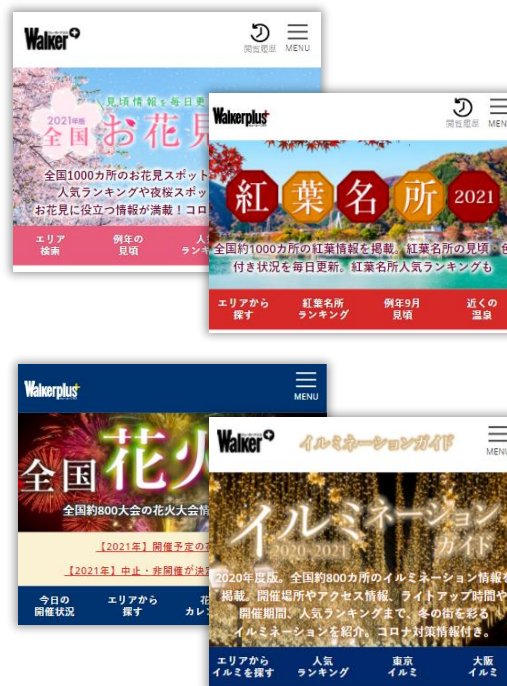 Walker+
閲覧履歴
MENU
見頃情報を毎日更
2021年版
全国
お花見
全国1000カ所のお花見スポット
人気ランキングや夜桜スポッ
お花見に役立つ情報が満載!コロ
エリア
検索
例年の
見頃
人
ランキ
Walkerplus
閲覧履歴
MEN
紅葉名所 2021
全国約1000カ所の紅葉情報を掲載。紅葉名所の見頃・色
付き状況を毎日更新。紅葉名所人気ランキングも
エリアから
探す
紅葉名所
ランキング
例年9月
見頃
近くの
温泉
Walkerplus
MENU
全国花火
全国約800大会の花火大会情
【2021年】開催予定の花
【2021年】中止・非開催が決定
今日の
開催状況
エリアから
探す
花
カレン
Walker+
イルミネーションガイド
MENU
イルミネーション
2020-2021
ガイド
2020年度版。全国約800カ所のイルミネーション情報を
掲載。開催場所やアクセス情報、ライトアップ時間や
開催期間、人気ランキングまで、冬の街を彩る
イルミネーションを紹介。コロナ対策情報付き。
エリアから
イルミを探す
人気
ランキング
東京
イルミ
大阪
イルミ